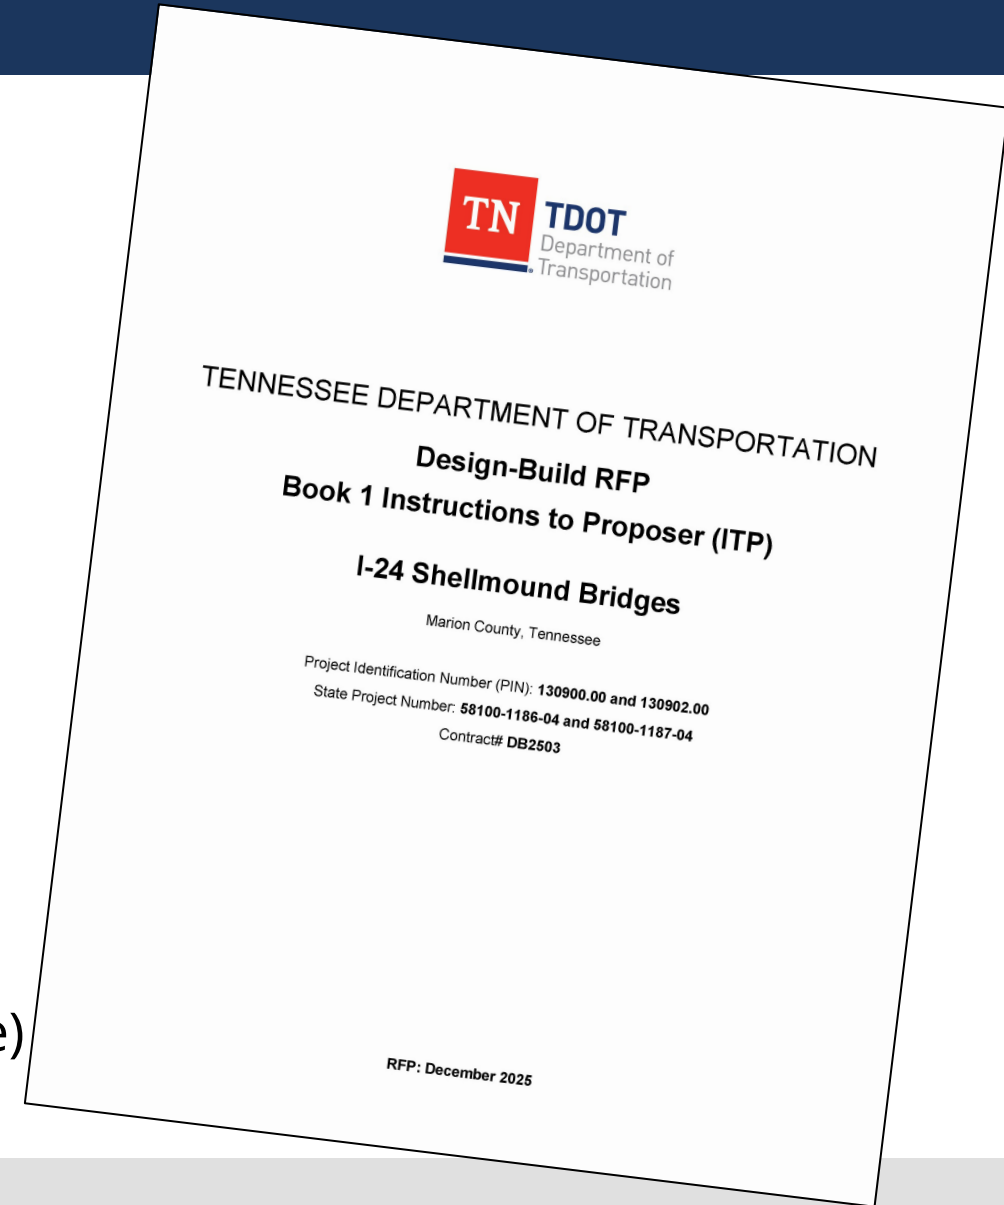 TN
TDOT
Department of
Transportation
TENNESSEE DEPARTMENT OF TRANSPORTATION
Design-Build RFP
Book 1 Instructions to Proposer (ITP)
I-24 Shellmound Bridges
Marion County, Tennessee
Project Identification Number (PIN): 130900.00 and 130902.00
State Project Number: 58100-1186-04 and 58100-1187-04
Contract# DB2503
e)
RFP: December 2025